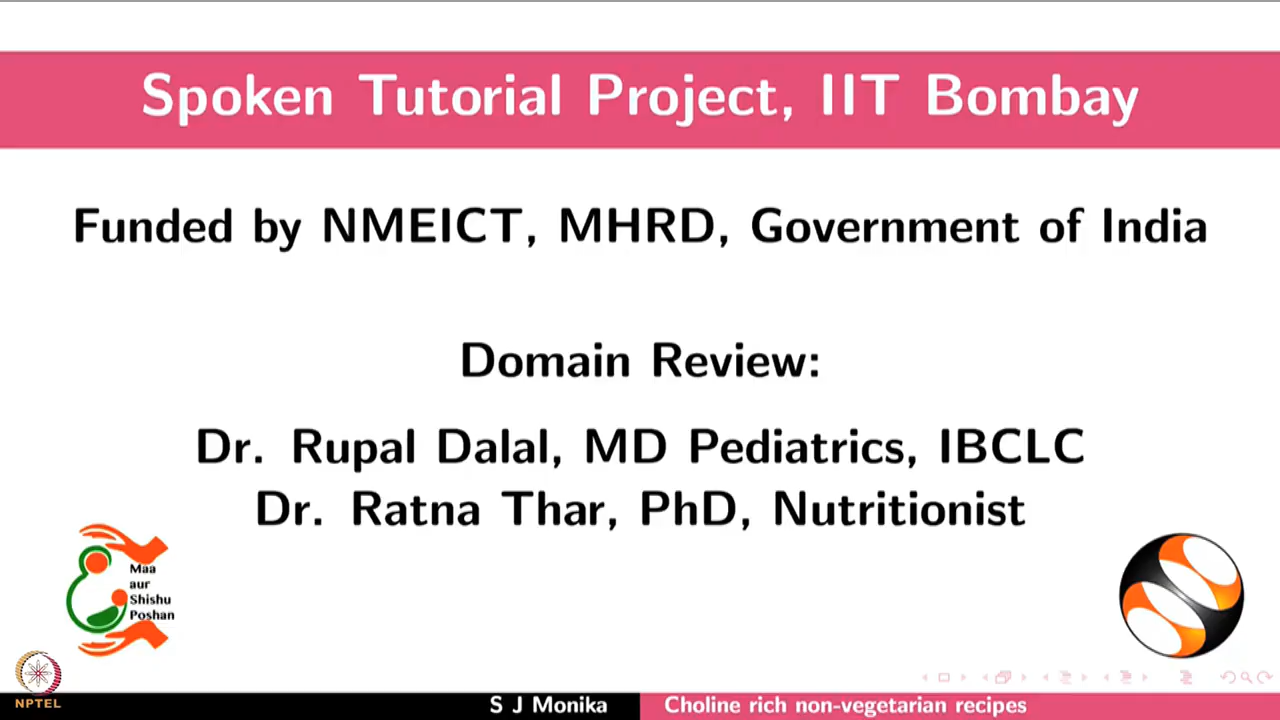 Spoken Tutorial Project, IIT Bombay
Funded by NMEICT, MHRD, Government of India
Domain Review:
Dr. Rupal Dalal, MD Pediatrics, IBCLC
Dr. Ratna Thar, PhD, Nutritionist
Maa
aur
Shishu
Poshan
NPTEL
S J Monika
Choline rich non-vegetarian recipes